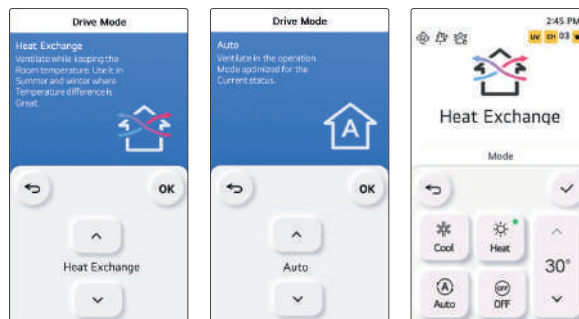 Drive Mode
Heat Exchange
Ventilate while keeping the
Room temperature. Use it in
Summer and winter where
Temperature difference is
Great.
OK
Heat Exchange
Drive Mode
Auto
Ventilate in the operation
Mode optimized for the
Current status.
A
OK
Auto
2:45 PM
UV CH 03
Heat Exchange
Mode
Cool
Heat
30°
A
Auto
OFF
OFF